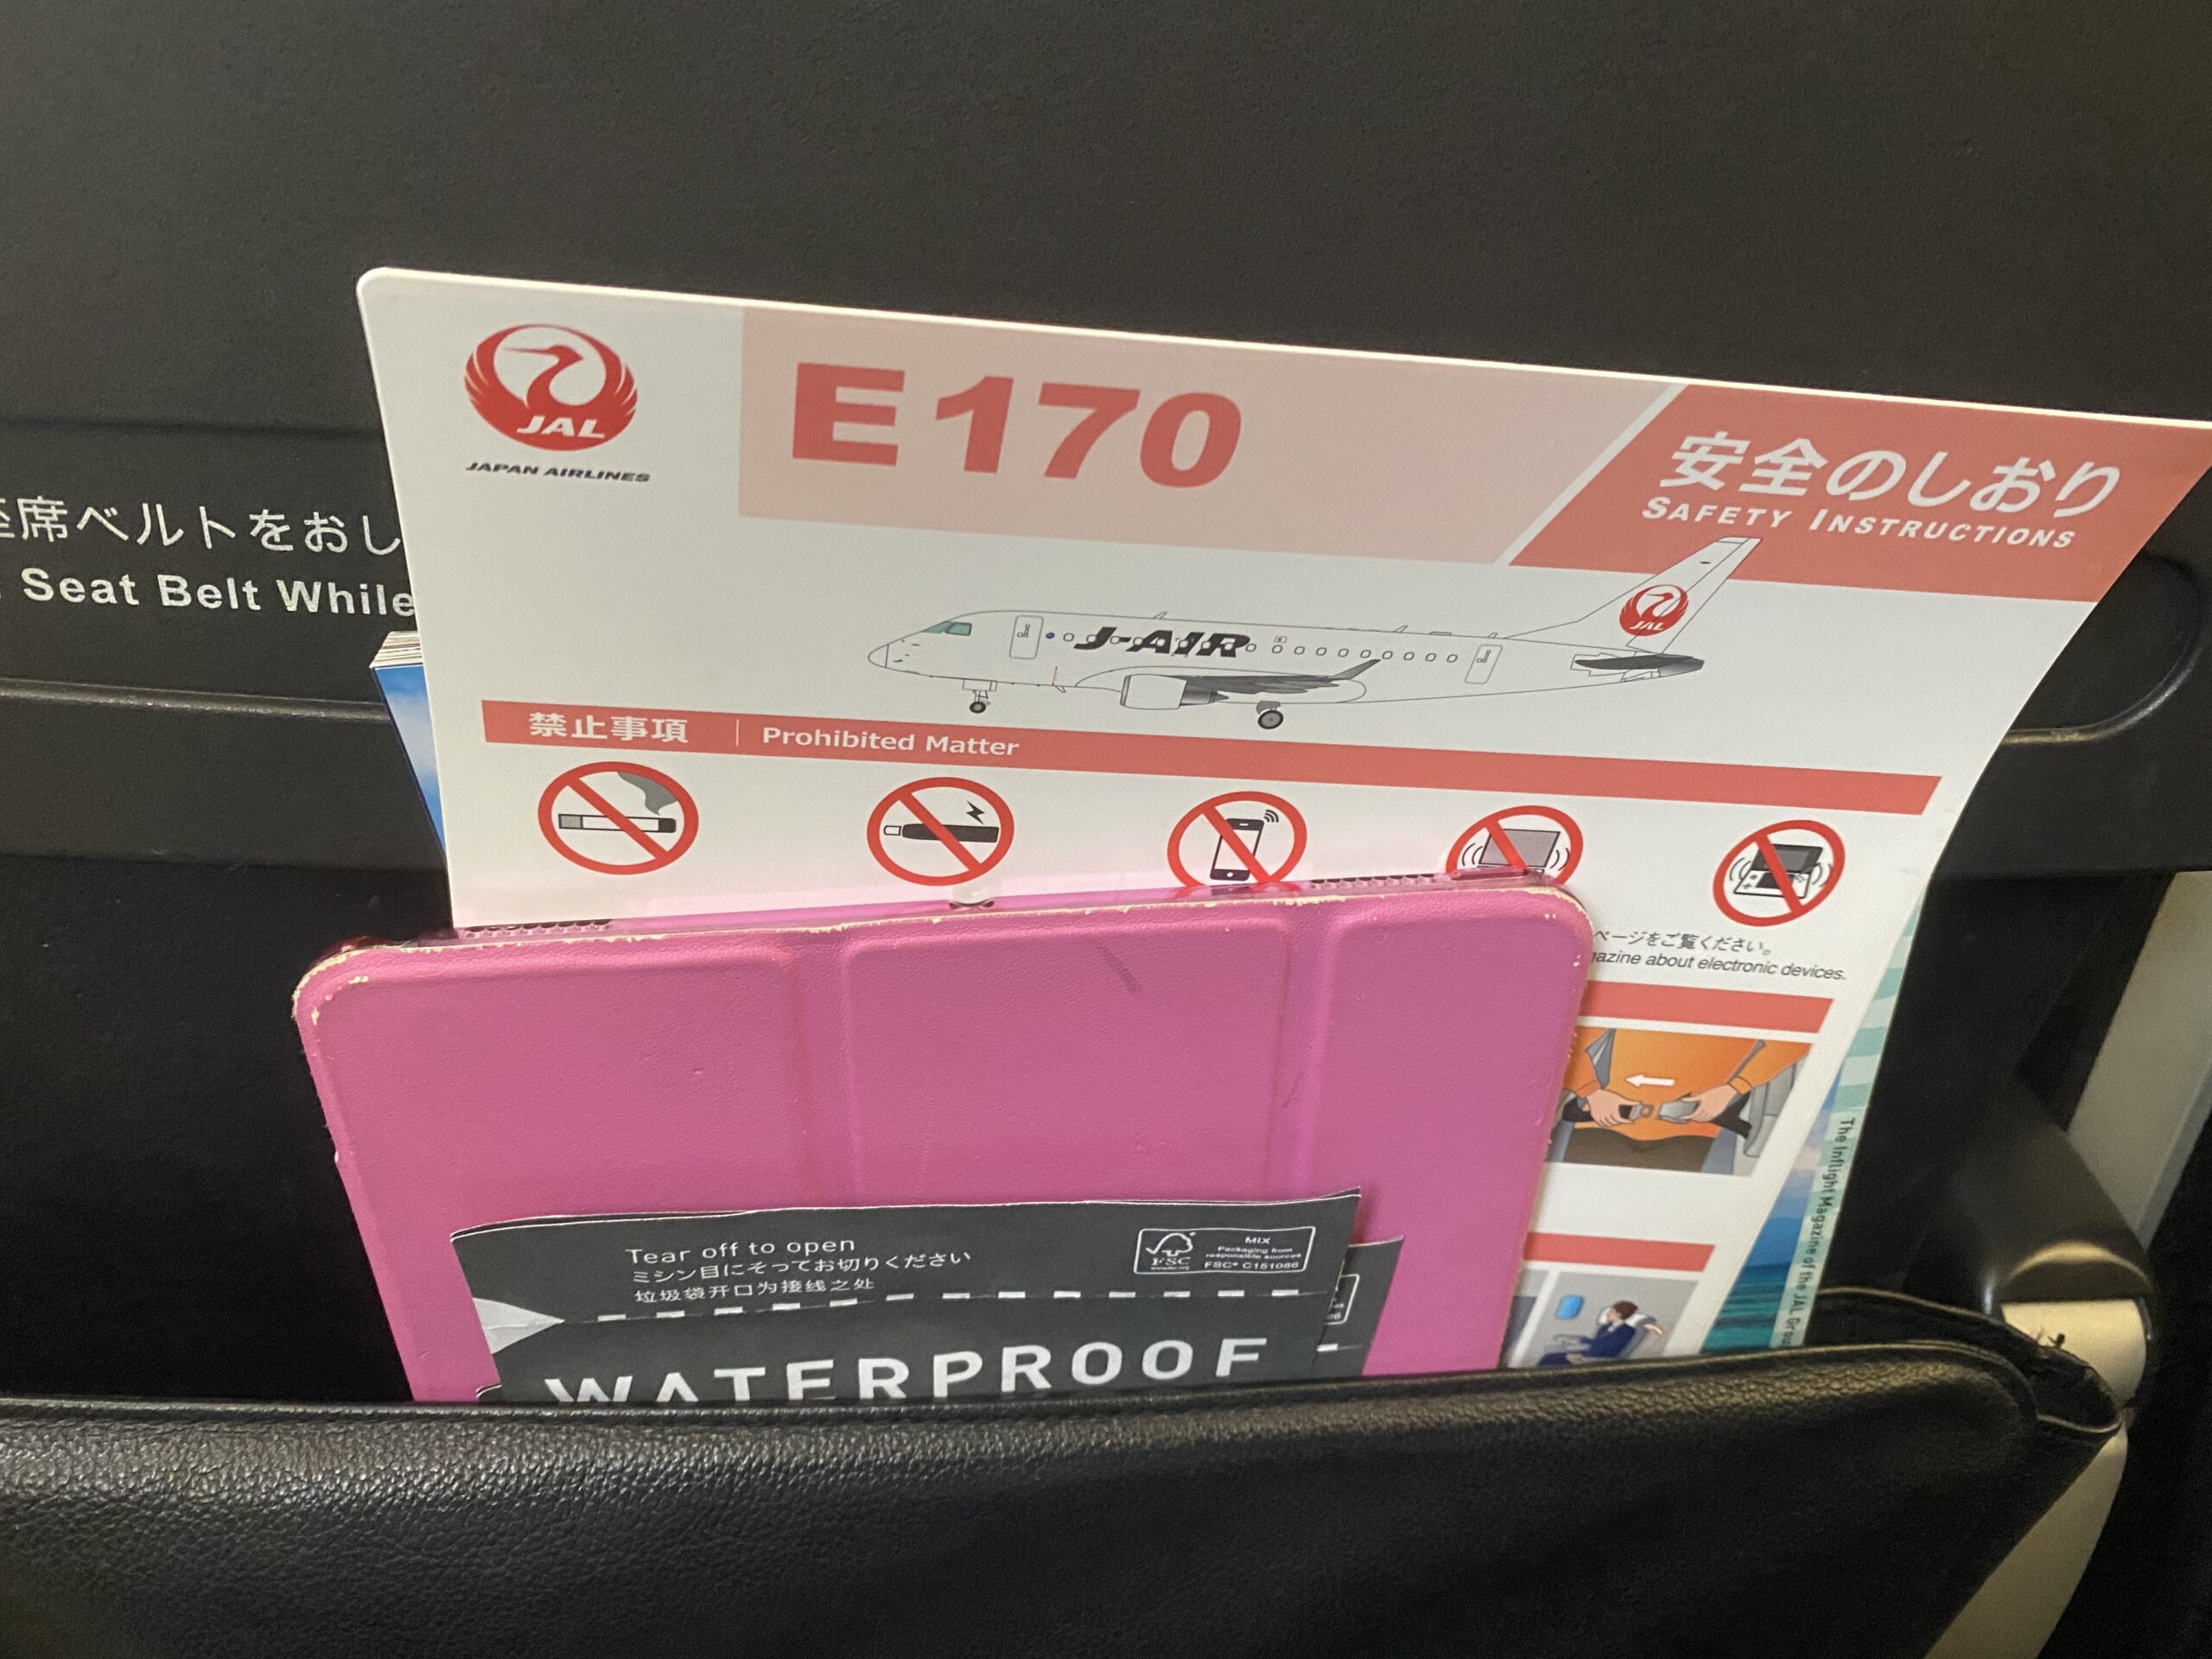 JAL
JAPAN AIRLINES
E170
安全のしおり
SAFETY INSTRUCTIONS
席ベルトをおし
Seat Belt While
J-AIR
JAL
禁止事項
Prohibited Matter
ページをご覧ください。
azine about electronic devices.
The Inflight Magazine of the JAL Grou
Tear off to open
ミシン目にそってお切りください
垃圾袋开口为接线之处
FSC
MIX
Packaging from
responsible sources
FSC® C151086
WATERPROOF